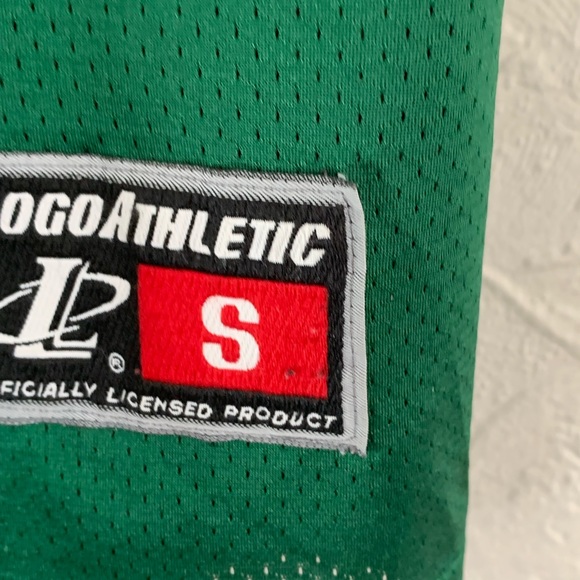 OGOATHLETIC
S
®
FICIALLY LICENSED PRODUCT